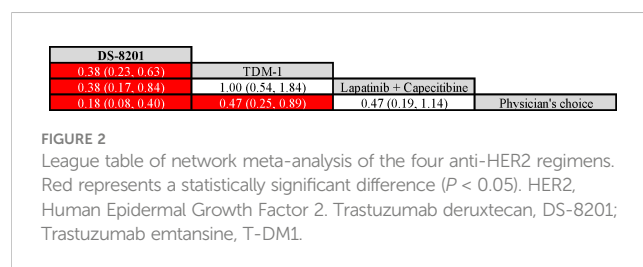 DS-8201
0.38 (0.23, 0.63) TDM-1
0.38 (0.17, 0.84) 1.00 (0.54, 1.84) Lapatinib + Capecitibine
0.18 (0.08, 0.40) 0.47 (0.25, 0.89) 0.47 (0.19, 1.14) Physician's choice
FIGURE 2
League table of network meta-analysis of the four anti-HER2 regimens.
Red represents a statistically significant difference (P < 0.05). HER2,
Human Epidermal Growth Factor 2. Trastuzumab deruxtecan, DS-8201;
Trastuzumab emtansine, T-DM1.